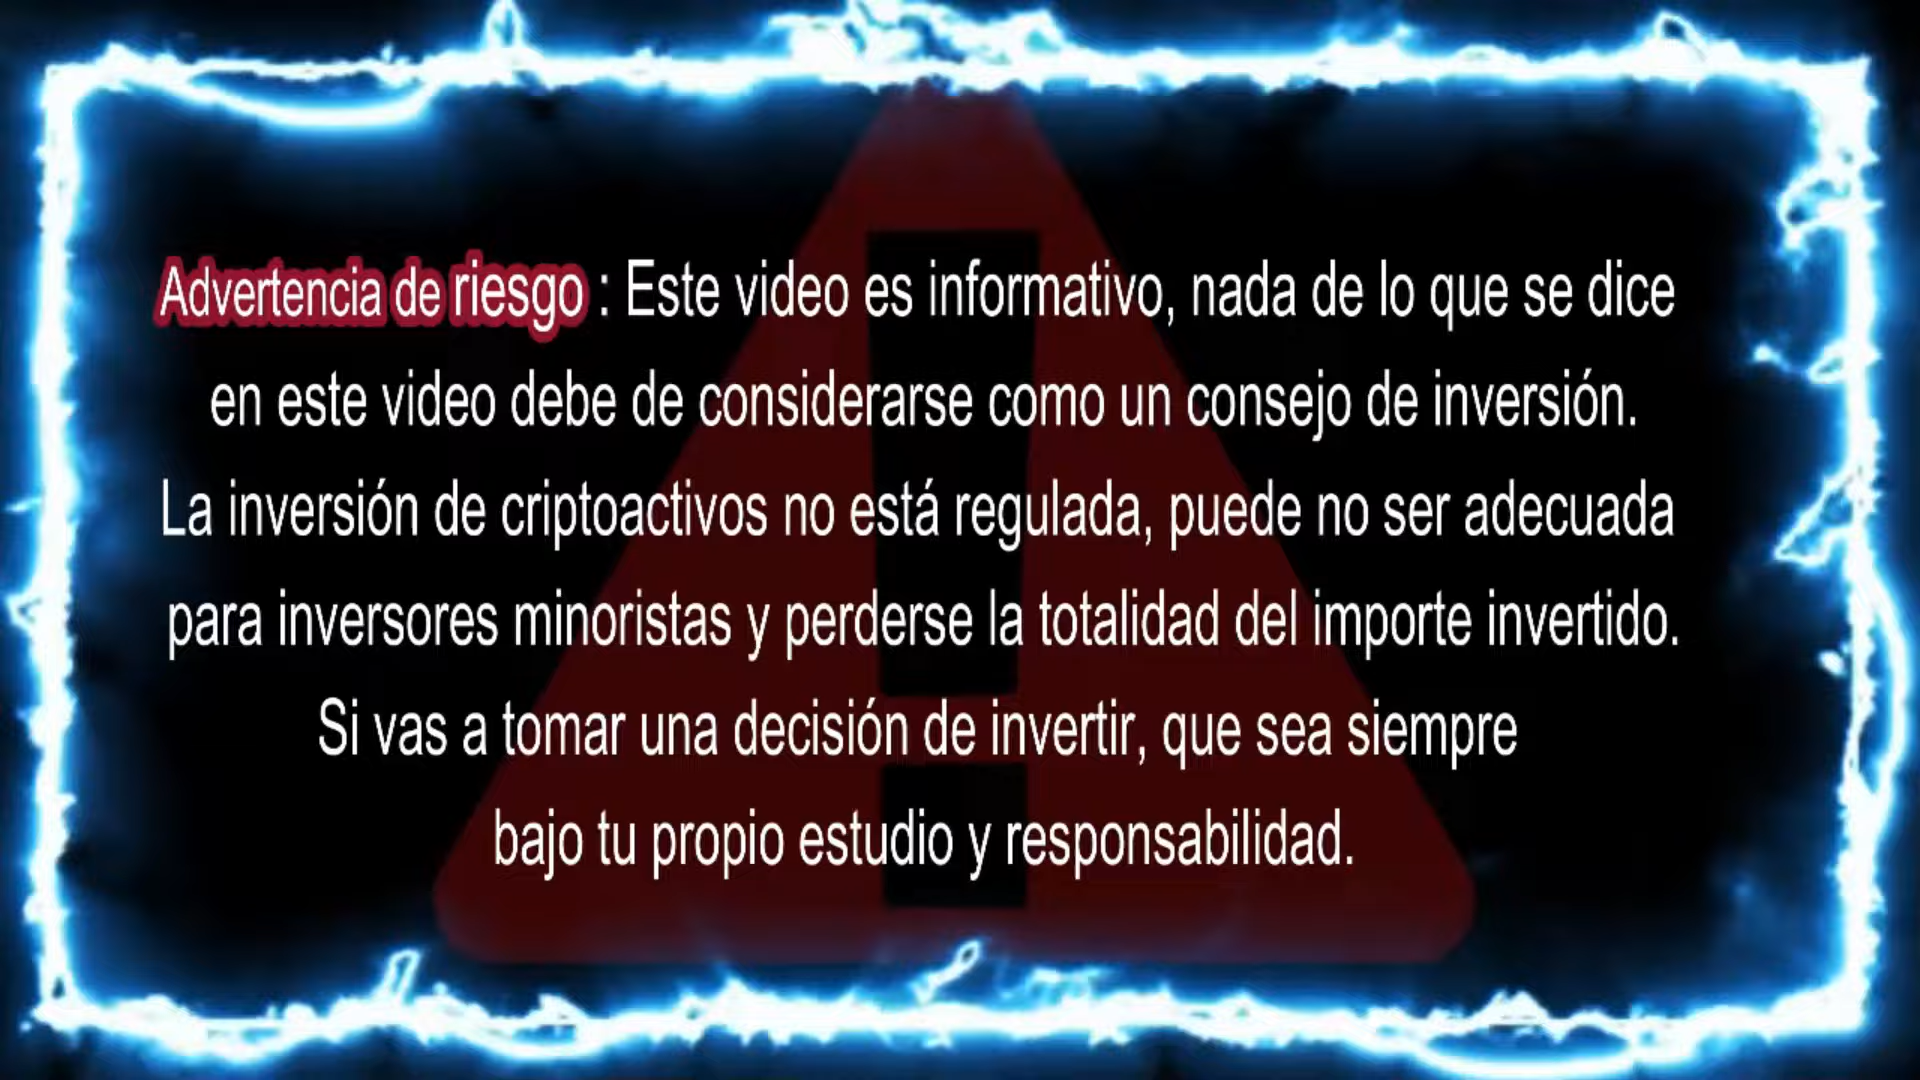 Advertencia de riesgo : Este video es informativo, nada de lo que se dice
en este video debe de considerarse como un consejo de inversión.
La inversión de criptoactivos no está regulada, puede no ser adecuada
para inversores minoristas y perderse la totalidad del importe invertido.
Si vas a tomar una decisión de invertir, que sea siempre
bajo tu propio estudio y responsabilidad.